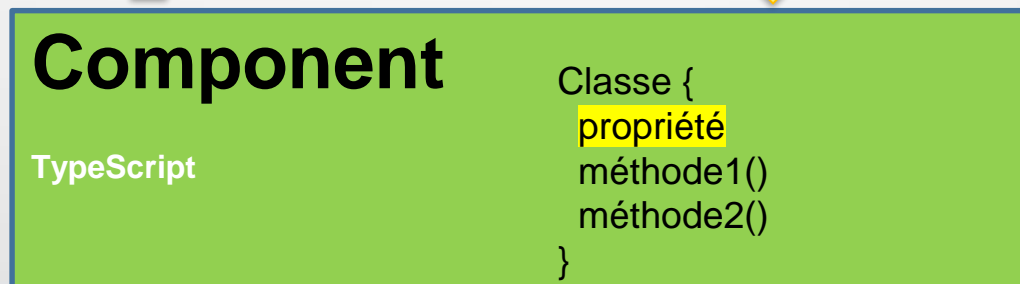 Component
TypeScript
Classe {
propriété
méthode1()
méthode2()
}